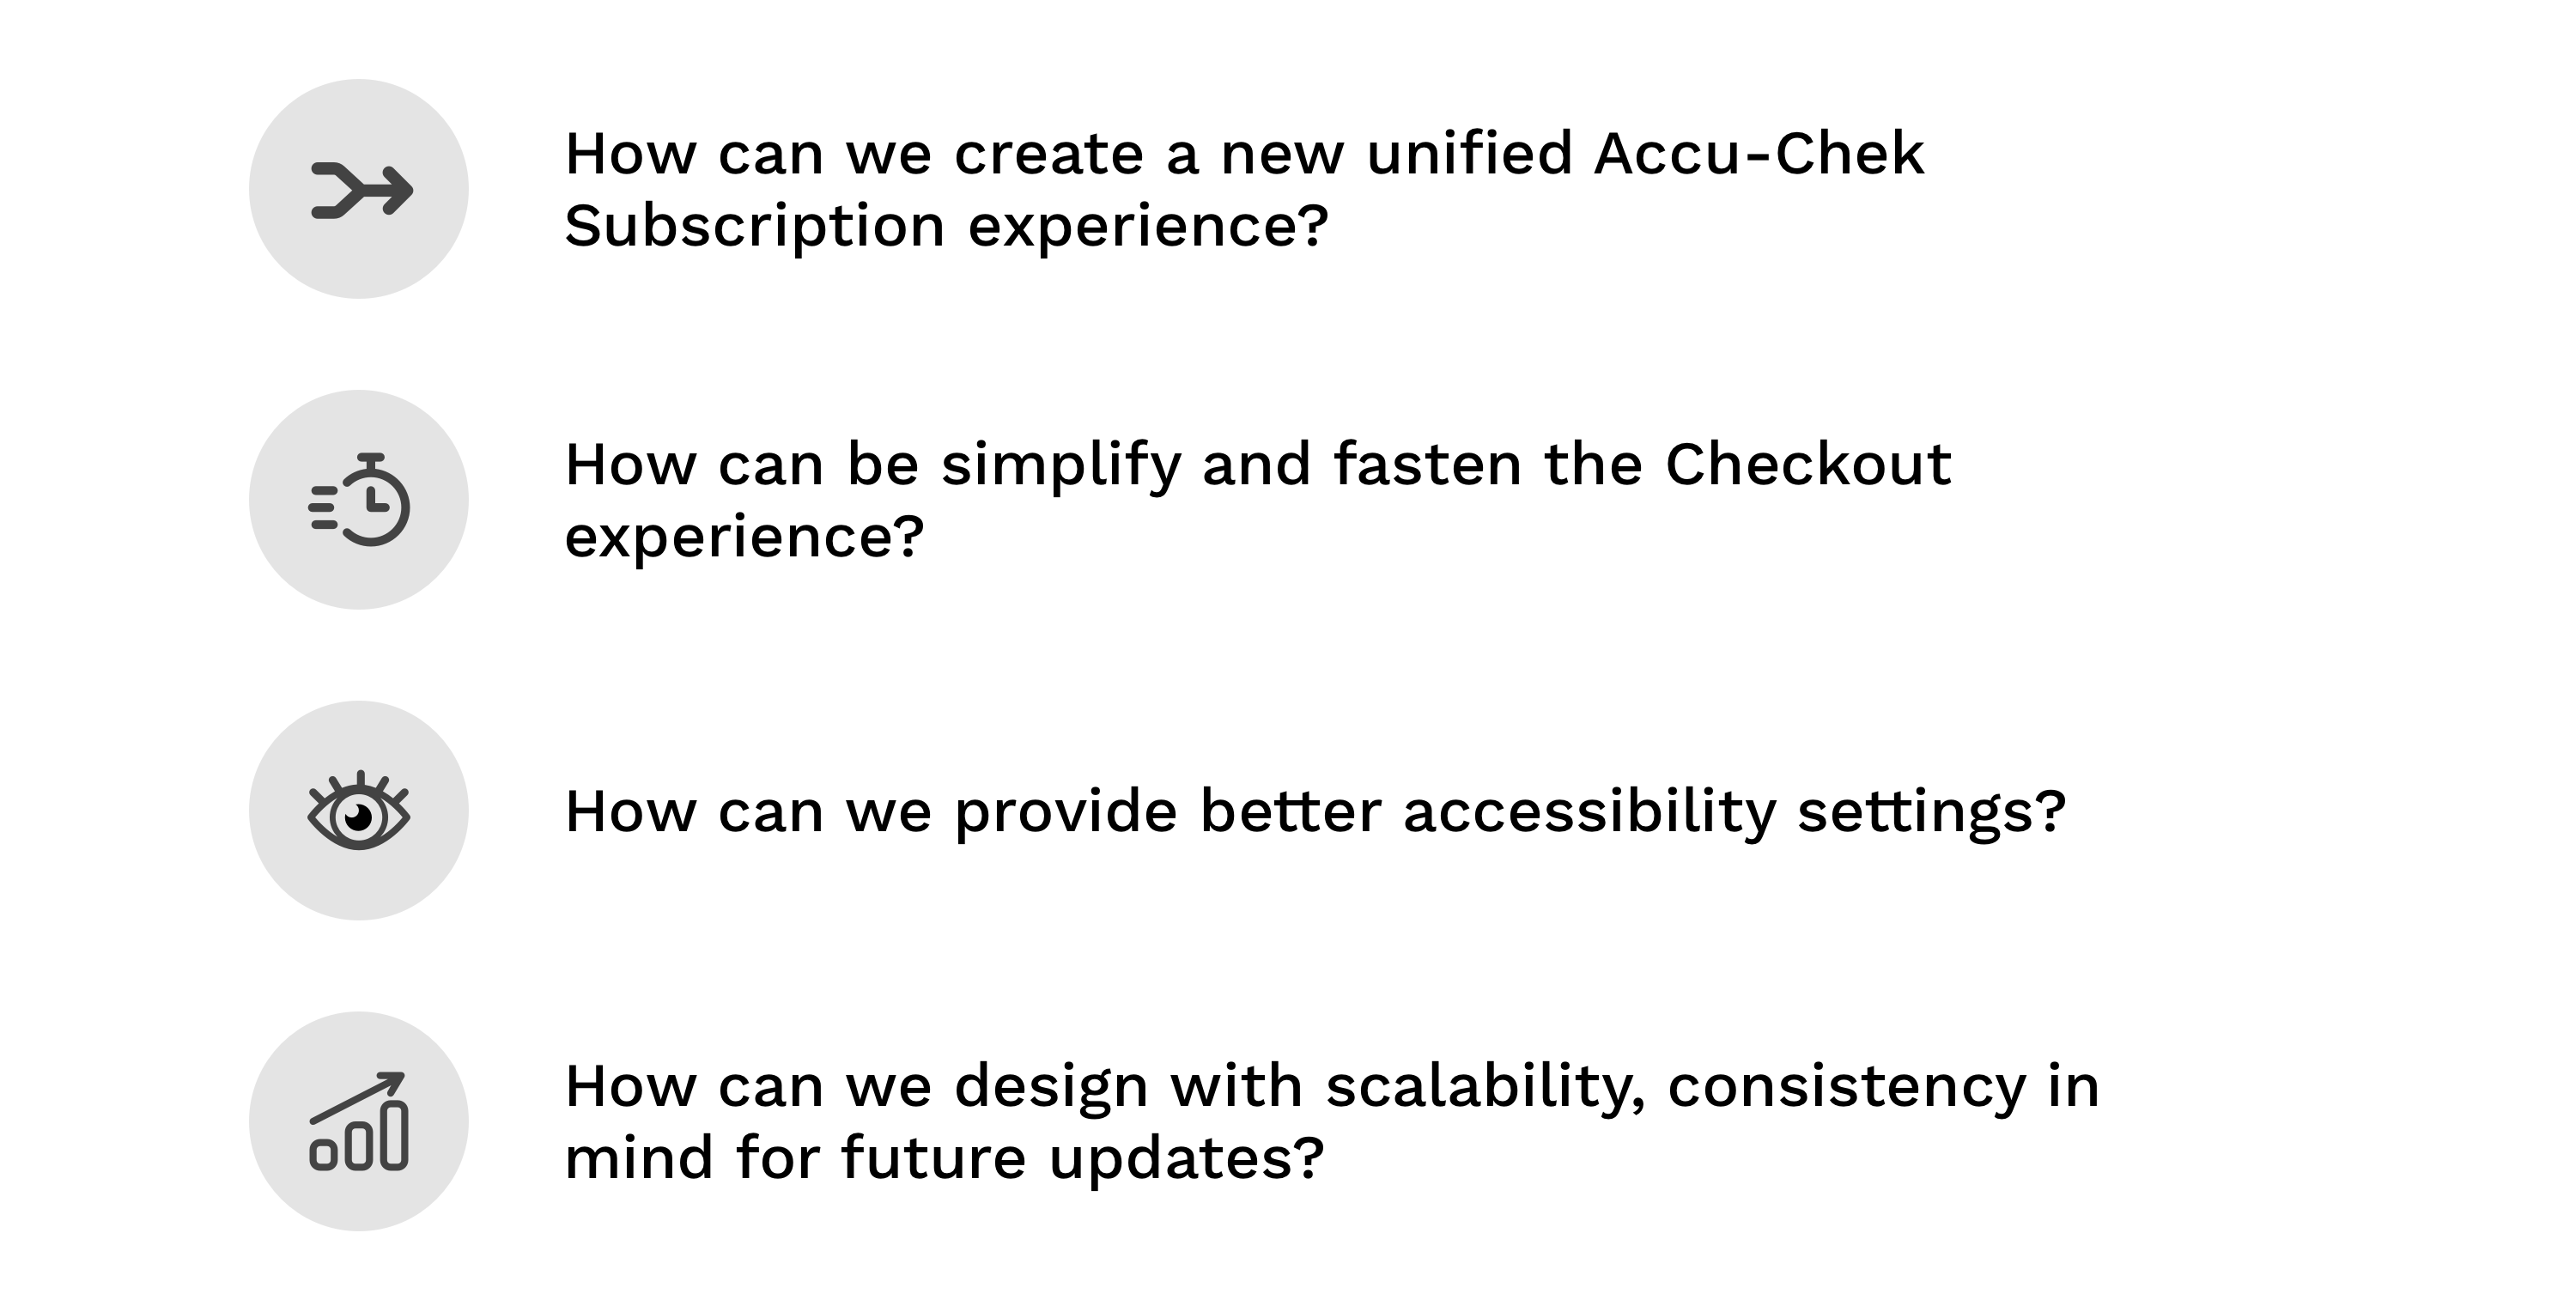 How can we create a new unified Accu-Chek
Subscription experience?
How can be simplify and fasten the Checkout
experience?
How can we provide better accessibility settings?
How can we design with scalability, consistency in
mind for future updates?